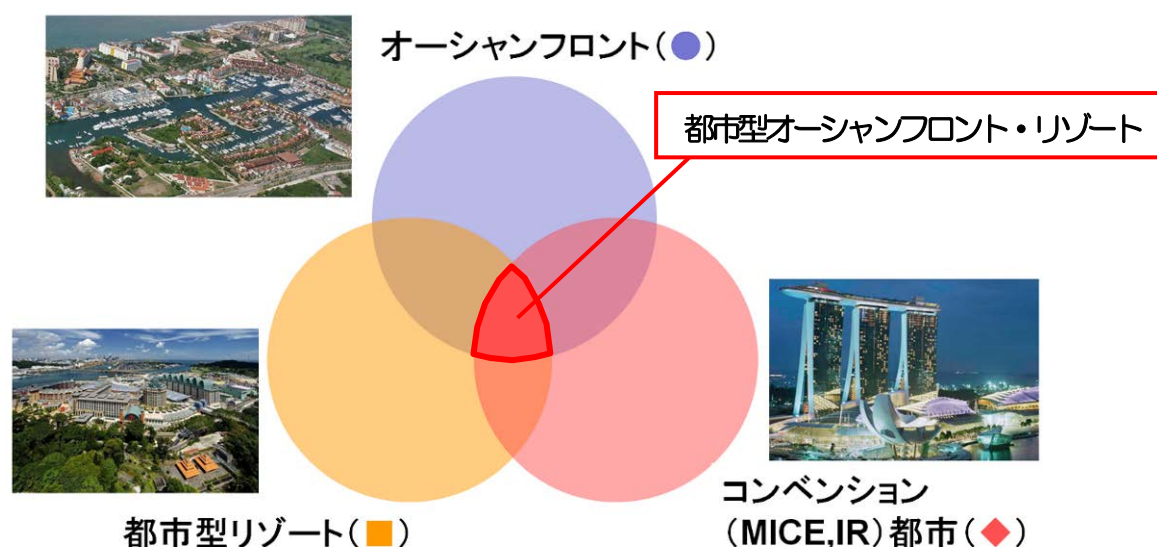 オーシャンフロント(●)
都市型オーシャンフロント・リゾート
コンベンション
(MICE,IR)都市(◆)
都市型リゾート(■)